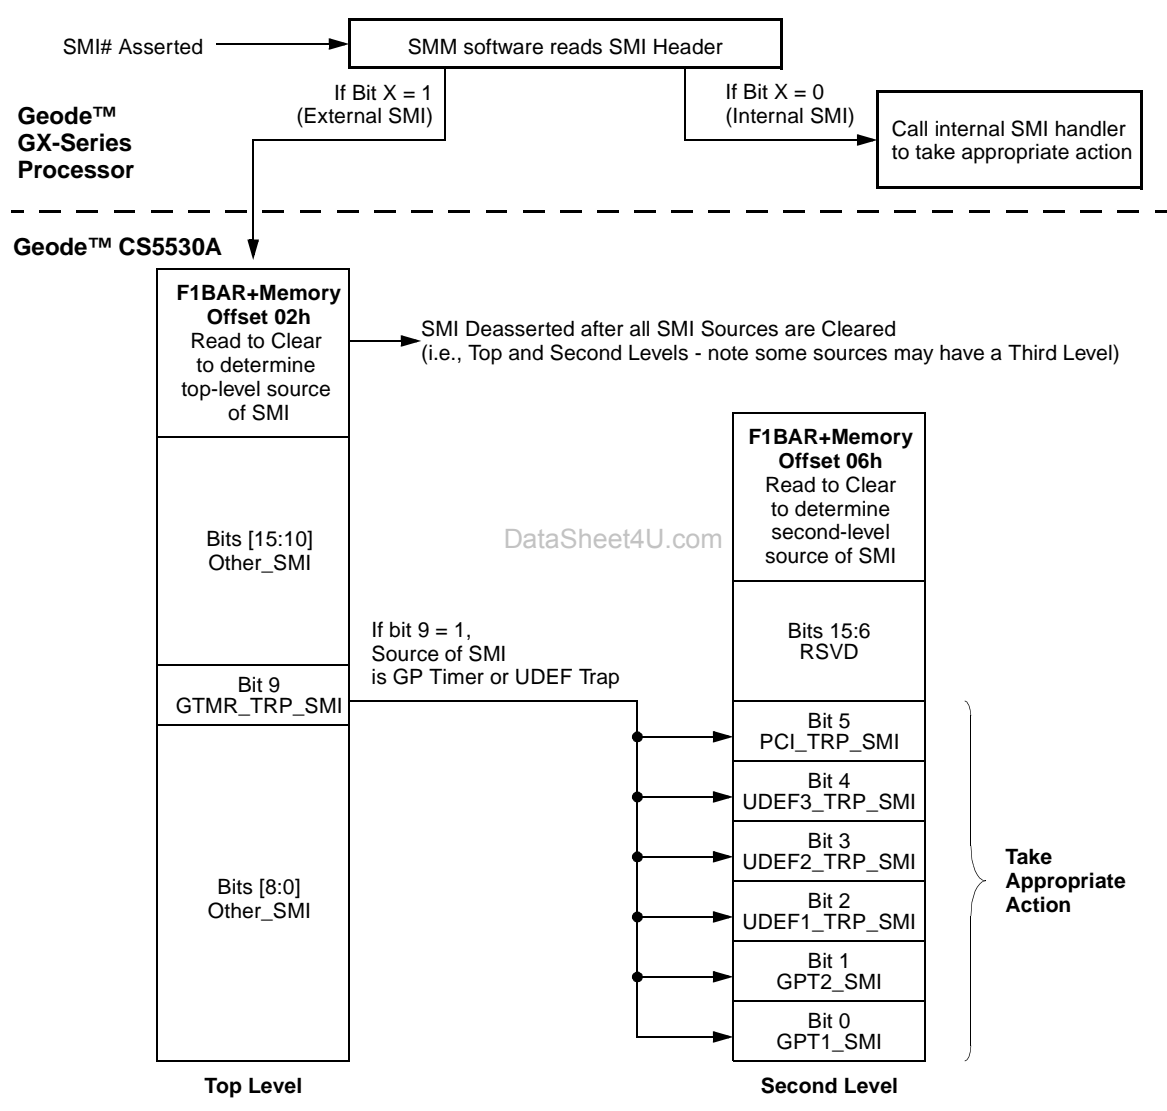 SMI# Asserted
SMM software reads SMI Header
If Bit X = 1
(External SMI)
If Bit X = 0
(Internal SMI)
Geode™
GX-Series
Processor
Call internal SMI handler
to take appropriate action
Geode™ CS5530A
F1BAR+Memory
Offset 02h
Read to Clear
to determine
top-level source
of SMI
SMI Deasserted after all SMI Sources are Cleared
(i.e., Top and Second Levels - note some sources may have a Third Level)
F1BAR+Memory
Offset 06h
Read to Clear
to determine
second-level
source of SMI
Bits [15:10]
Other_SMI
DataSheet4U.com
If bit 9 = 1,
Source of SMI
is GP Timer or UDEF Trap
Bits 15:6
RSVD
Bit 9
GTMR_TRP_SMI
Bit 5
PCI_TRP_SMI
Bit 4
UDEF3_TRP_SMI
Bit 3
UDEF2_TRP_SMI
Bit 2
UDEF1_TRP_SMI
Bit 1
GPT2_SMI
Bit 0
GPT1_SMI
Bits [8:0]
Other_SMI
Take
Appropriate
Action
Top Level
Second Level